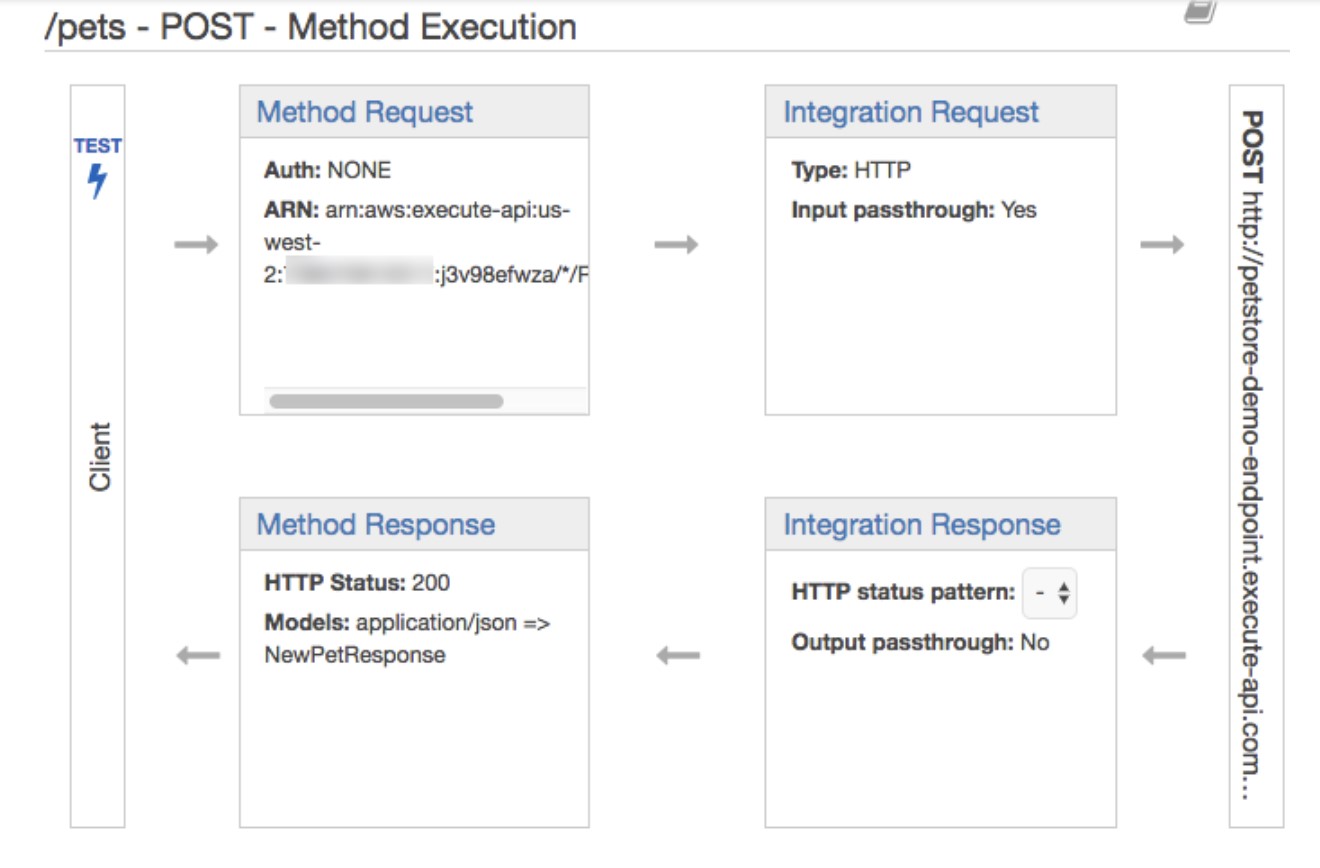 /pets - POST - Method Execution
TEST
Client
Method Request
Auth: NONE
ARN: arn:aws:execute-api:us-
west-
2: :j3v98efwza/*/
Integration Request
Type: HTTP
Input passthrough: Yes
POST http://petstore-demo-endpoint.execute-api.com...
Method Response
HTTP Status: 200
Models: application/json =>
NewPetResponse
Integration Response
HTTP status pattern: -
Output passthrough: No